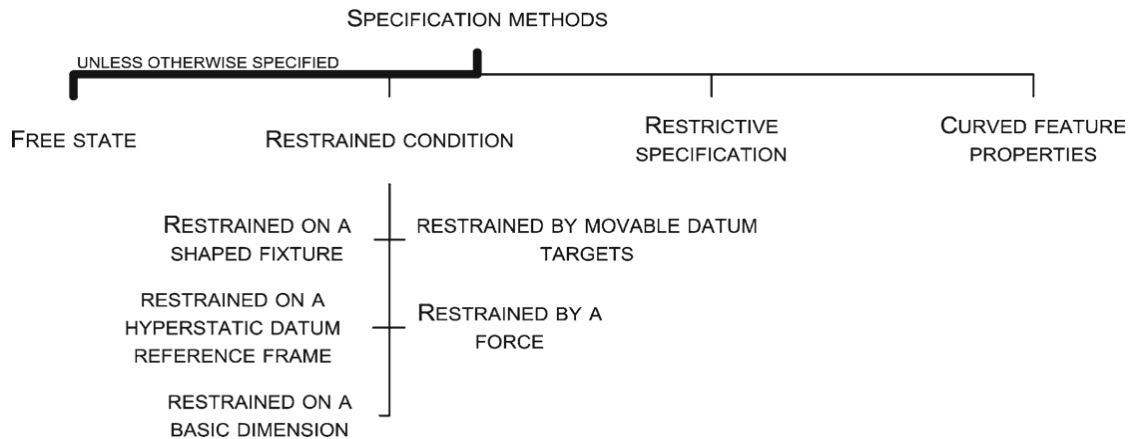 SPECIFICATION METHODS
UNLESS OTHERWISE SPECIFIED
FREE STATE
RESTRAINED CONDITION
RESTRICTIVE
SPECIFICATION
CURVED FEATURE
PROPERTIES
RESTRAINED ON A
SHAPED FIXTURE
RESTRAINED BY MOVABLE DATUM
TARGETS
RESTRAINED ON A
HYPERSTATIC DATUM
REFERENCE FRAME
RESTRAINED BY A
FORCE
RESTRAINED ON A
BASIC DIMENSION